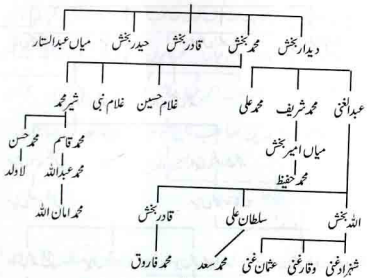 دیدار بخش محمد بخش قادر بخش حیدر بخش میاں عبدالستار
عبدالغنی محمد شریف محمد علی غلام حسین غلام نبی شیر محمد
میاں امیر بخش محمد قاسم محمد حسن
محمد حفیظ محمد عبداللہ لاولد
اللہ بخش سلطان علی قادر بخش محمد امان اللہ
شہزاد غنی وقار غنی عثمان غنی محمد سعد محمد فاروق